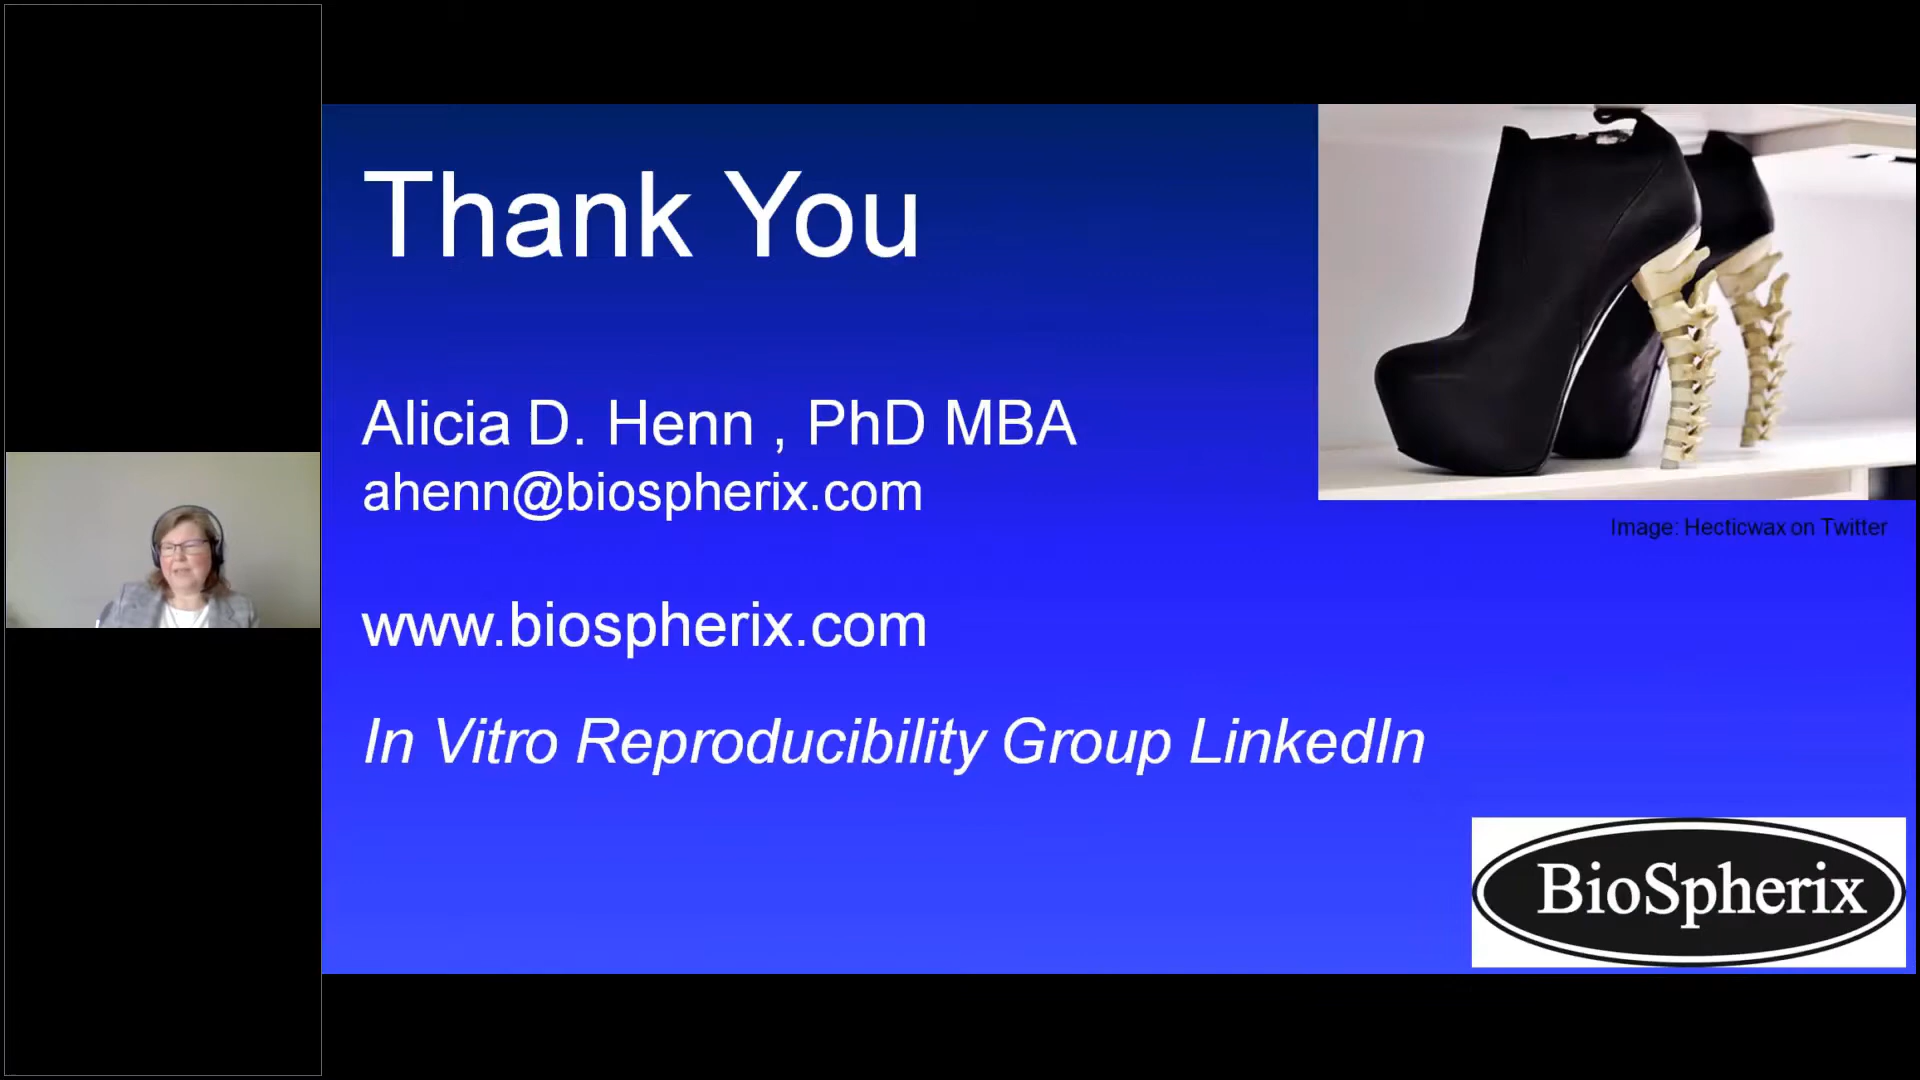 Thank You
Alicia D. Henn , PhD MBA
ahenn@biospherix.com
www.biospherix.com
In Vitro Reproducibility Group LinkedIn
Image: Hecticwax on Twitter
BioSpherix